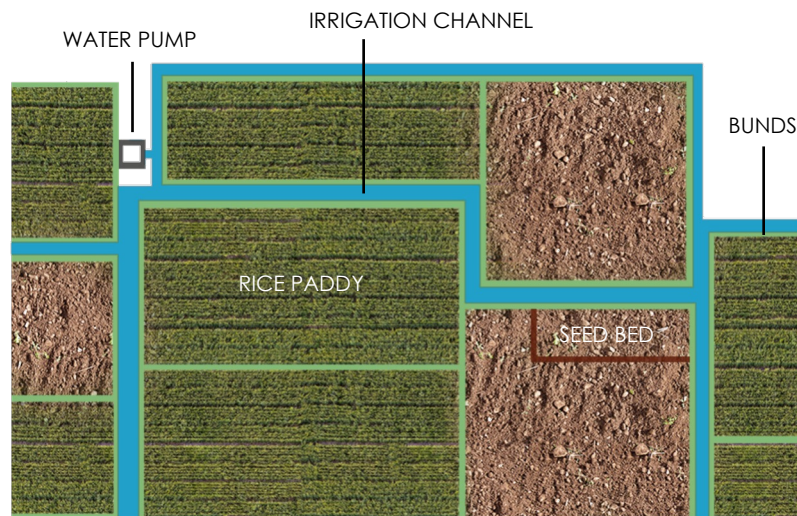 IRRIGATION CHANNEL
WATER PUMP
BUNDS
RICE PADDY
SEED BED